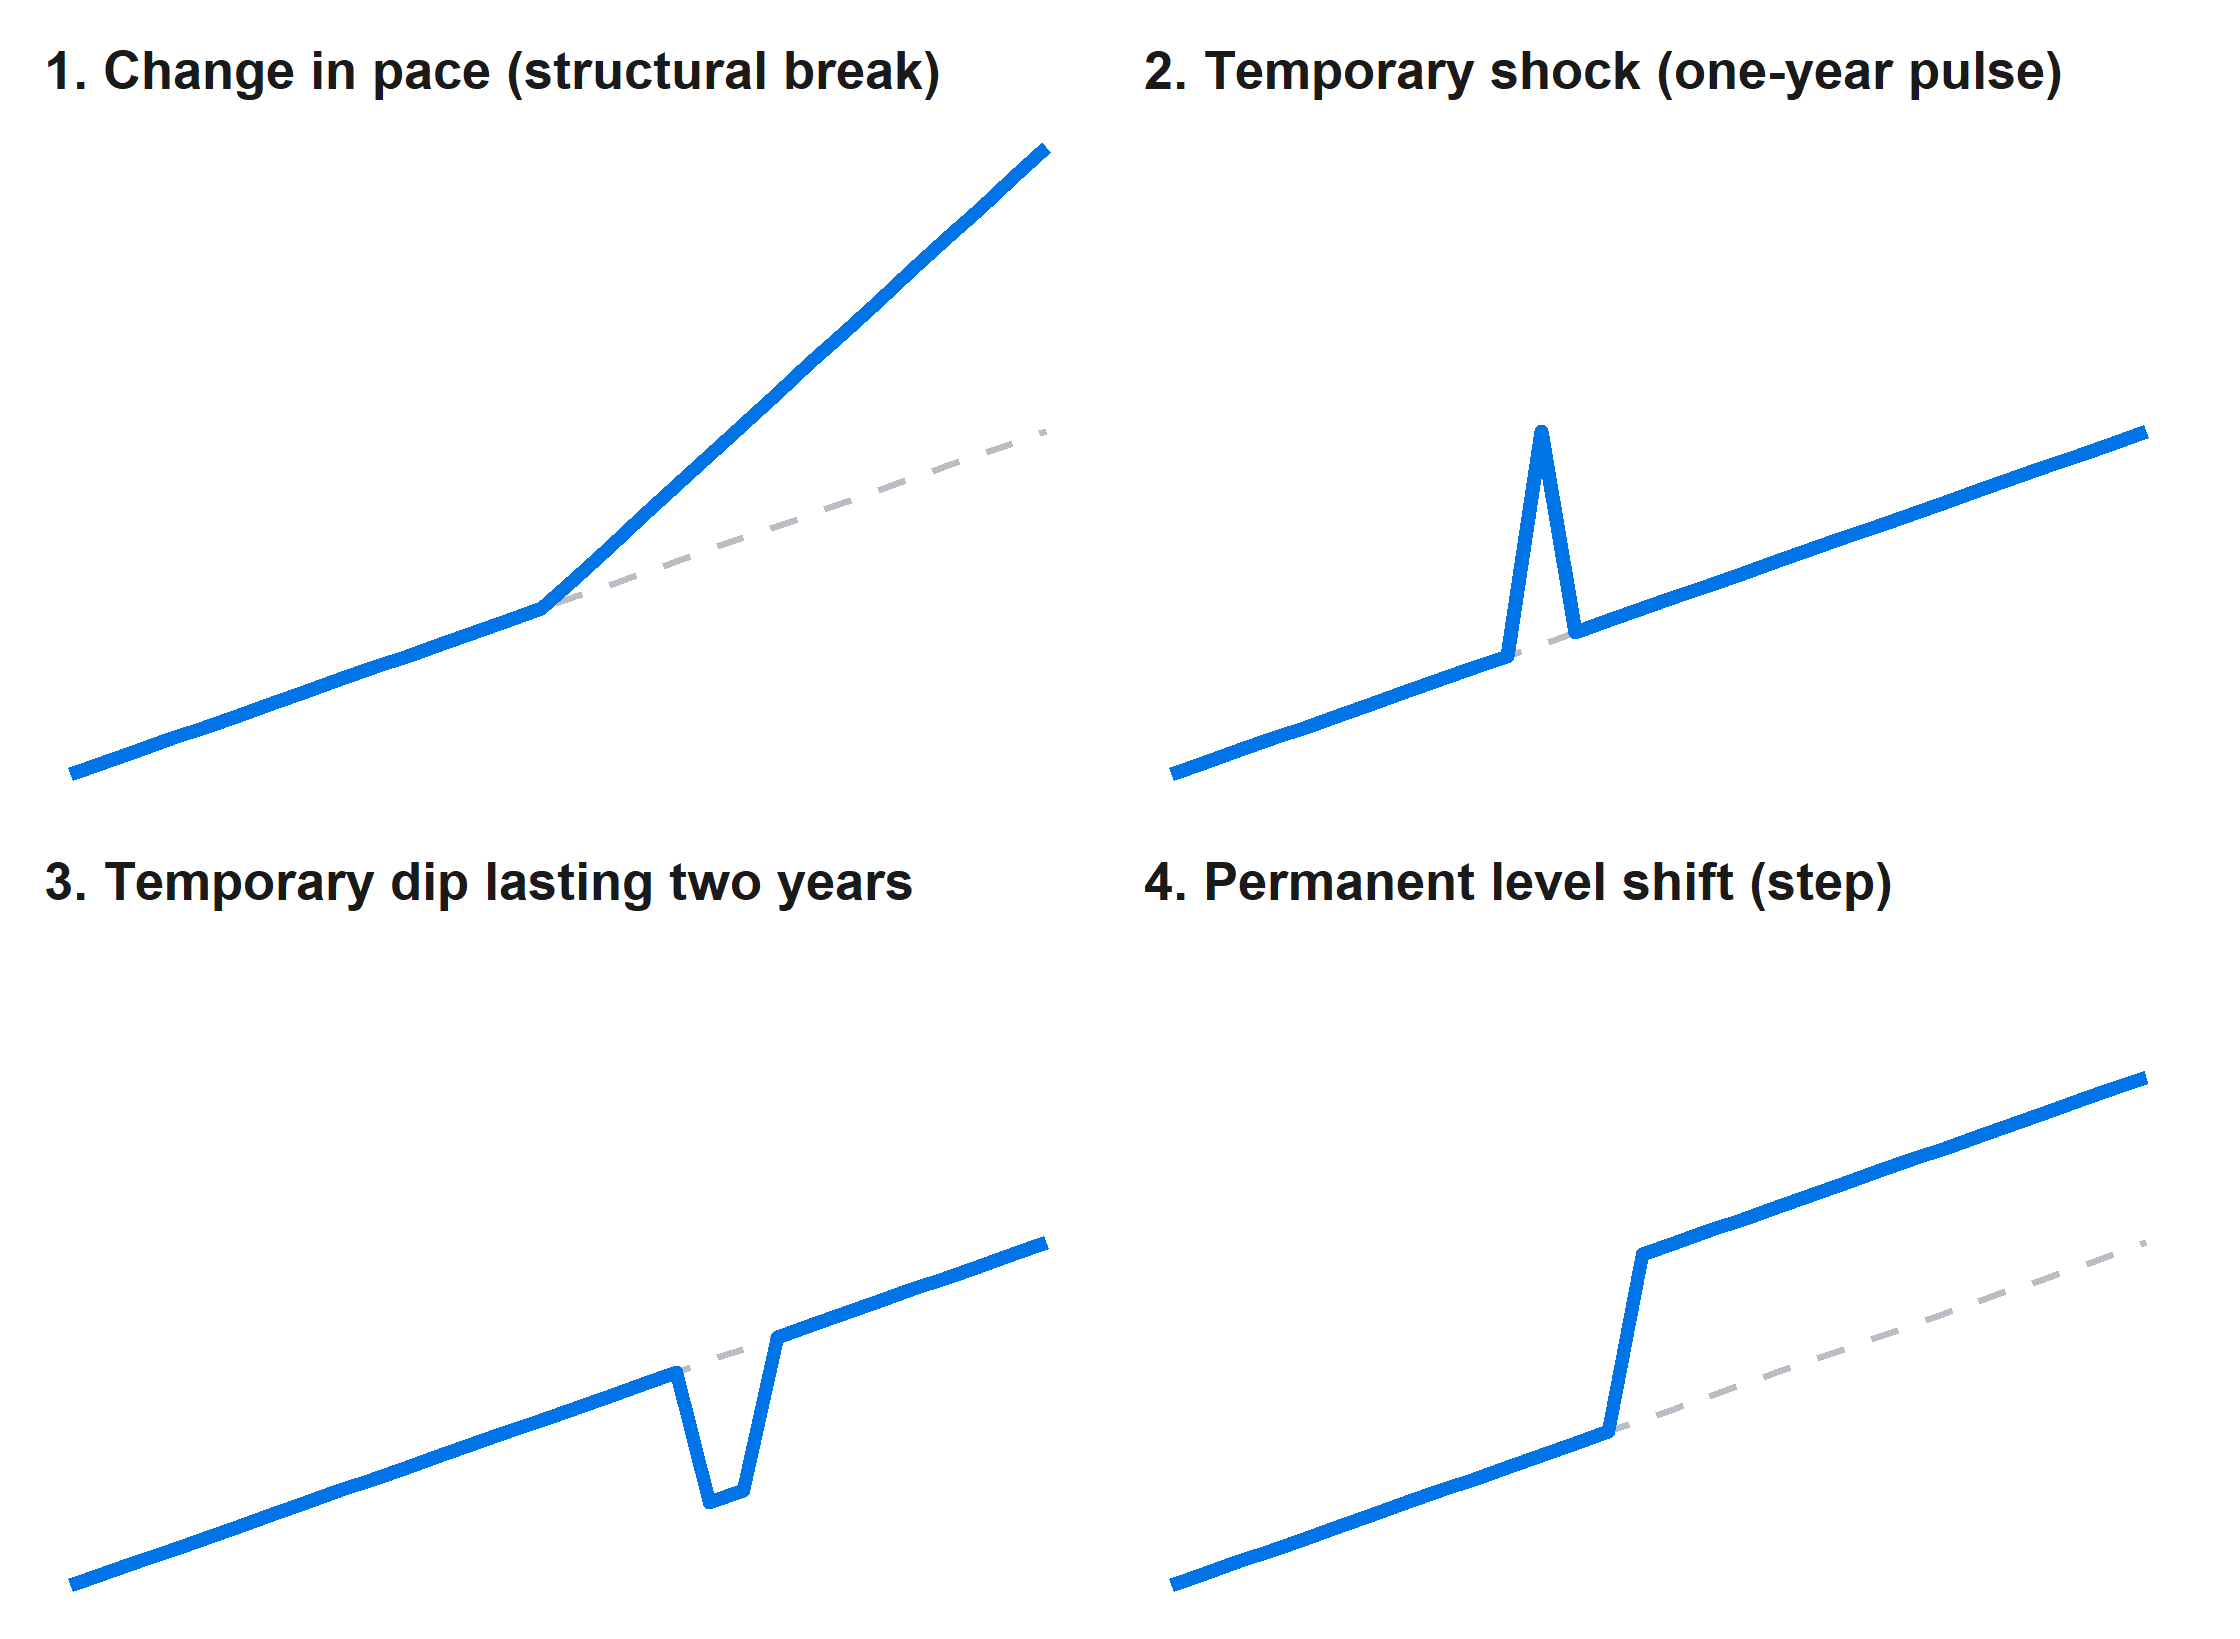 1. Change in pace (structural break)
2. Temporary shock (one-year pulse)
3. Temporary dip lasting two years
4. Permanent level shift (step)